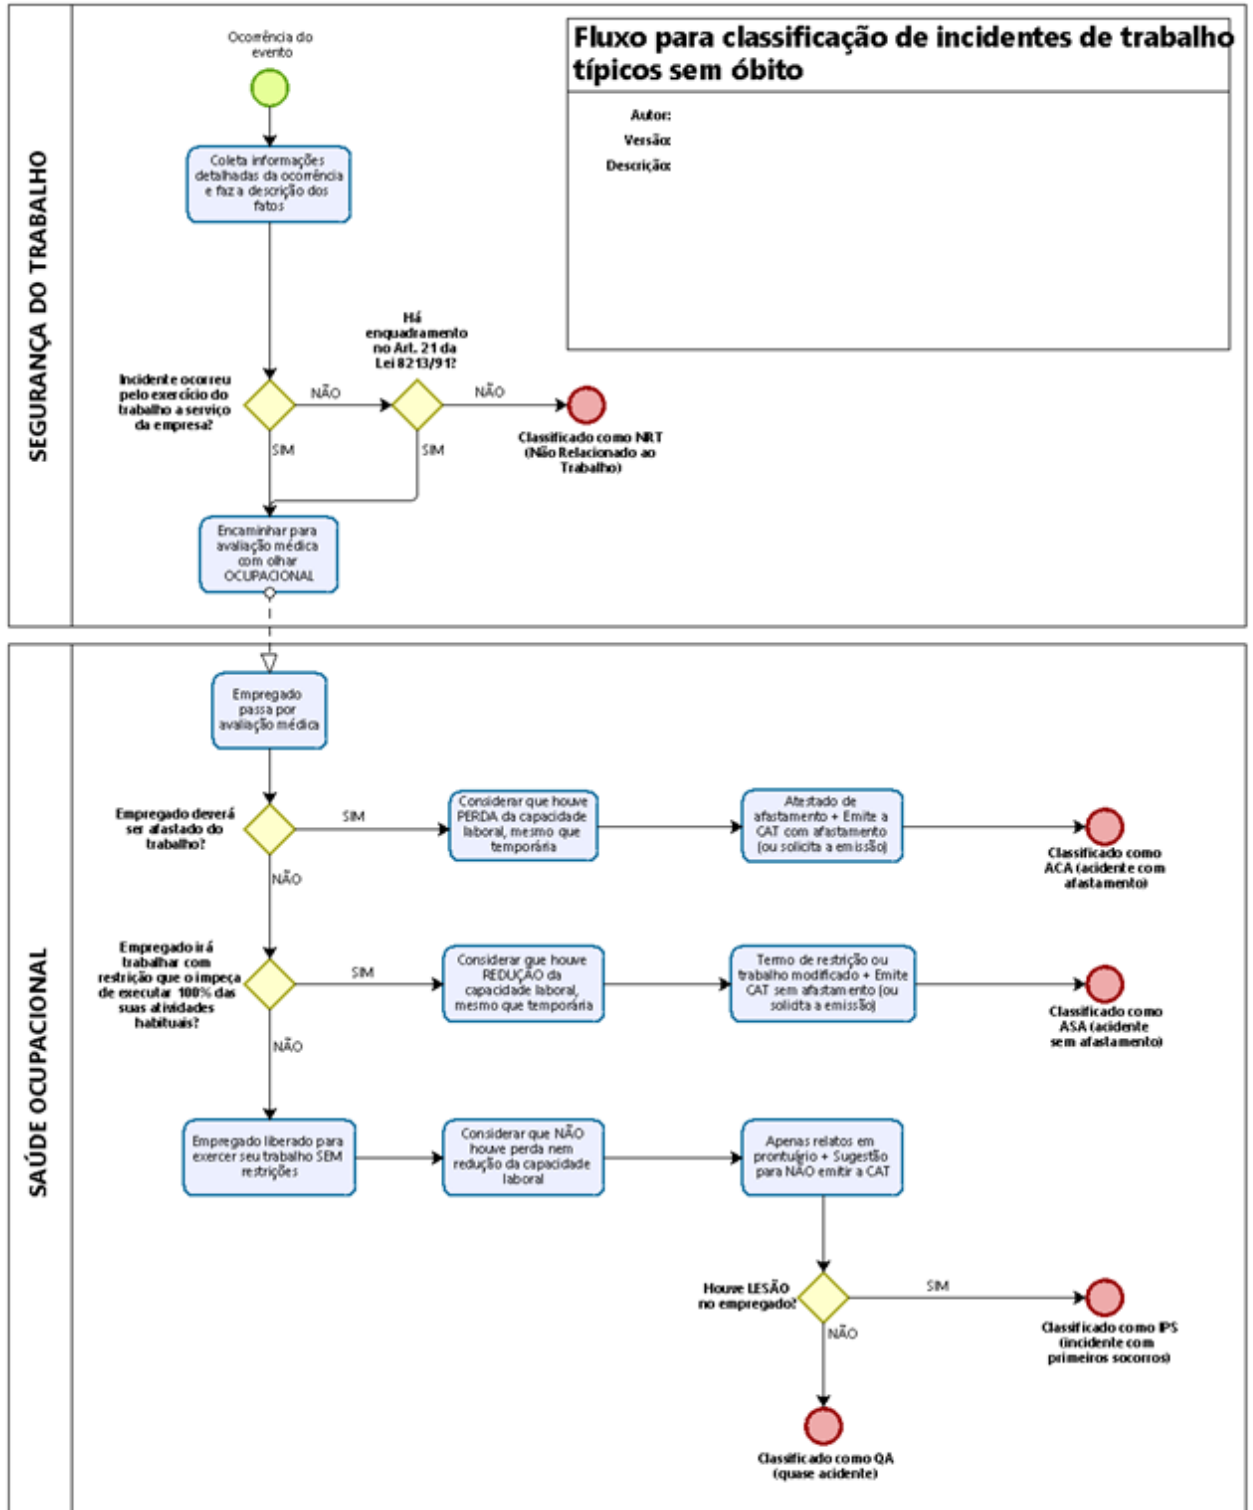 Fluxo para classificação de incidentes de trabalho
típicos sem óbito
Autor:
Versão:
Descrição:
SEGURANÇA DO TRABALHO
Ocorrência do
evento
Coleta informações
detalhadas da ocorrência
e faz a descrição dos
fatos
Incidente ocorreu
pelo exercício do
trabalho a serviço
da empresa?
NÃO
SIM
Há
enquadramento
no Art. 21 da
Lei 8213/91?
NÃO
SIM
Classificado como NRT
(Não Relacionado ao
Trabalho)
Encaminhar para
avaliação médica
com olhar
OCUPACIONAL
SAÚDE OCUPACIONAL
Empregado
passa por
avaliação médica
Empregado deverá
ser afastado do
trabalho?
SIM
NÃO
Considerar que houve
PERDA da capacidade
laboral, mesmo que
temporária
Atestado de
afastamento + Emite a
CAT com afastamento
(ou solicita a emissão)
Classificado como
ACA (acidente com
afastamento)
Empregado irá
trabalhar com
restrição que o impeça
de executar 100% das
suas atividades
habituais?
SIM
NÃO
Considerar que houve
REDUÇÃO da
capacidade laboral,
mesmo que temporária
Termo de restrição ou
trabalho modificado + Emite
CAT sem afastamento (ou
solicita a emissão)
Classificado como
ASA (acidente
sem afastamento)
Empregado liberado para
exercer seu trabalho SEM
restrições
Considerar que NÃO
houve perda nem
redução da capacidade
laboral
Apenas relatos em
prontuário + Sugestão
para NÃO emitir a CAT
Houve LESÃO
no empregado?
SIM
NÃO
Classificado como IPS
(incidente com
primeiros socorros)
Classificado como QA
(quase acidente)